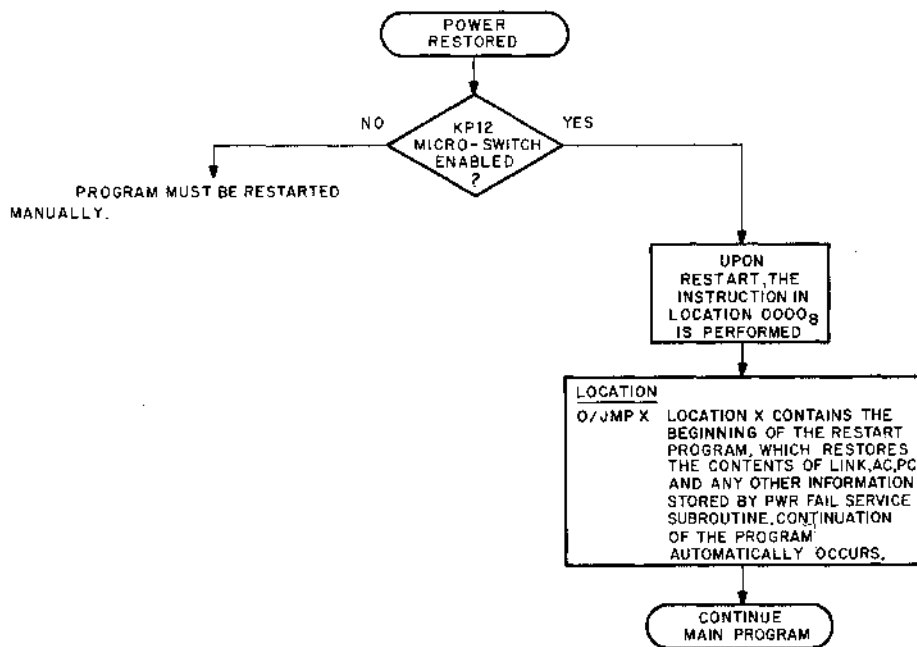 POWER
RESTORED
NO
KP12
MICRO-SWITCH
ENABLED
?
YES
PROGRAM MUST BE RESTARTED
MANUALLY.
UPON
RESTART, THE
INSTRUCTION IN
LOCATION 0000₈
IS PERFORMED
LOCATION
0/JMP X LOCATION X CONTAINS THE
BEGINNING OF THE RESTART
PROGRAM, WHICH RESTORES
THE CONTENTS OF LINK, AC, PC
AND ANY OTHER INFORMATION
STORED BY PWR FAIL SERVICE
SUBROUTINE. CONTINUATION
OF THE PROGRAM
AUTOMATICALLY OCCURS.
CONTINUE
MAIN PROGRAM